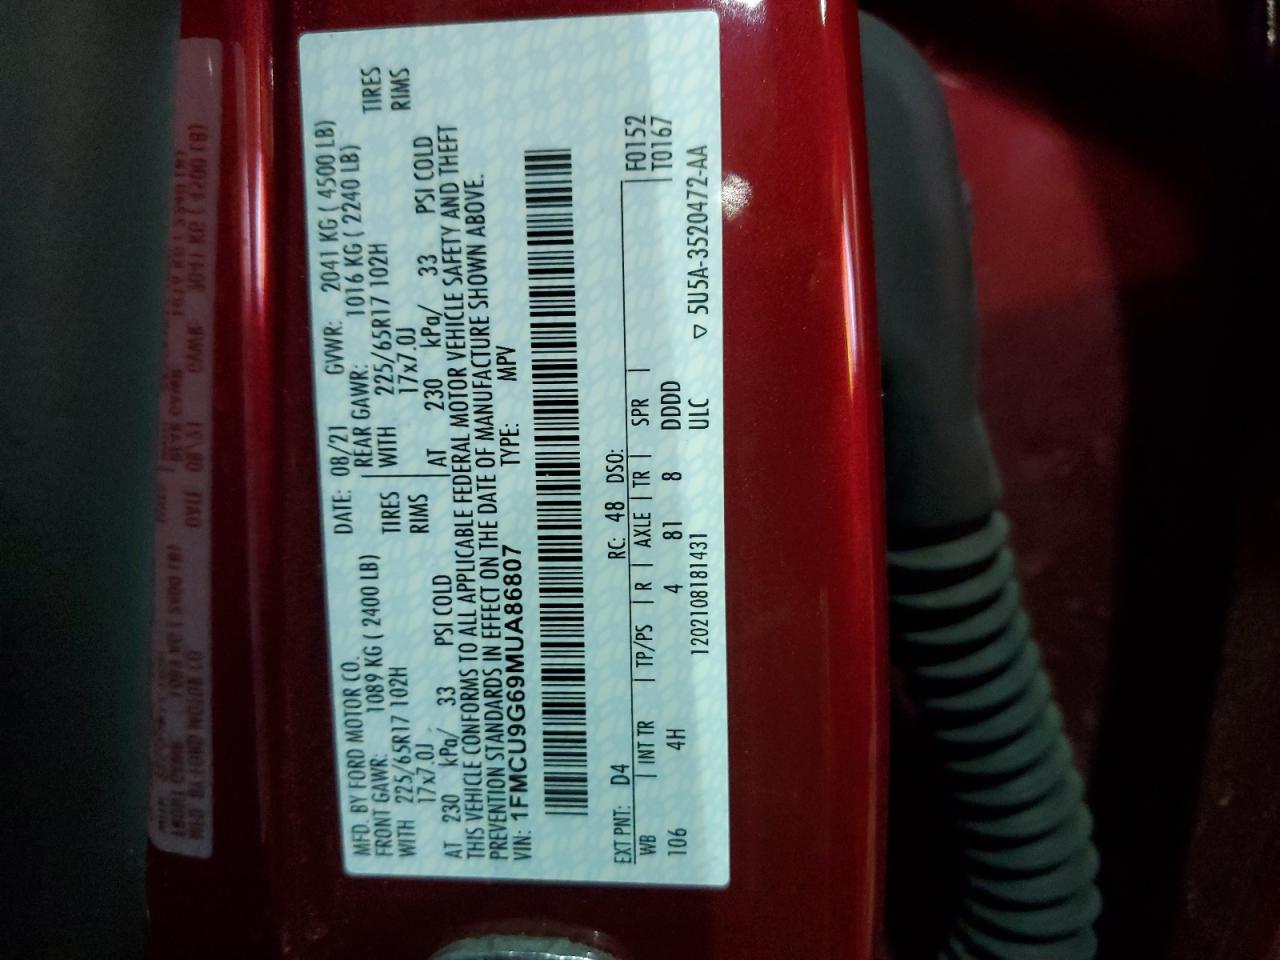 MFD. BY FORD MOTOR CO. DATE: 08/21 GVWR: 2041 KG ( 4500 LB)
FRONT GAWR: 1089 KG ( 2400 LB) REAR GAWR: 1016 KG ( 2240 LB)
WITH 225/65R17 102H TIRES WITH 225/65R17 102H TIRES
17x7.0J RIMS 17x7.0J RIMS
AT 230 kPa/ 33 PSI COLD AT 230 kPa/ 33 PSI COLD
THIS VEHICLE CONFORMS TO ALL APPLICABLE FEDERAL MOTOR VEHICLE SAFETY AND THEFT
PREVENTION STANDARDS IN EFFECT ON THE DATE OF MANUFACTURE SHOWN ABOVE.
VIN: 1FMCU9G69MUA86807 TYPE: MPV
EXT PNT: D4 RC: 48 DSO: F0152
WB | INT TR | TP/PS | R | AXLE | TR | SPR | T0167
106 4H 4 81 8 DDDD
1202108181431 ULC ▽ 5U5A-3520472-AA